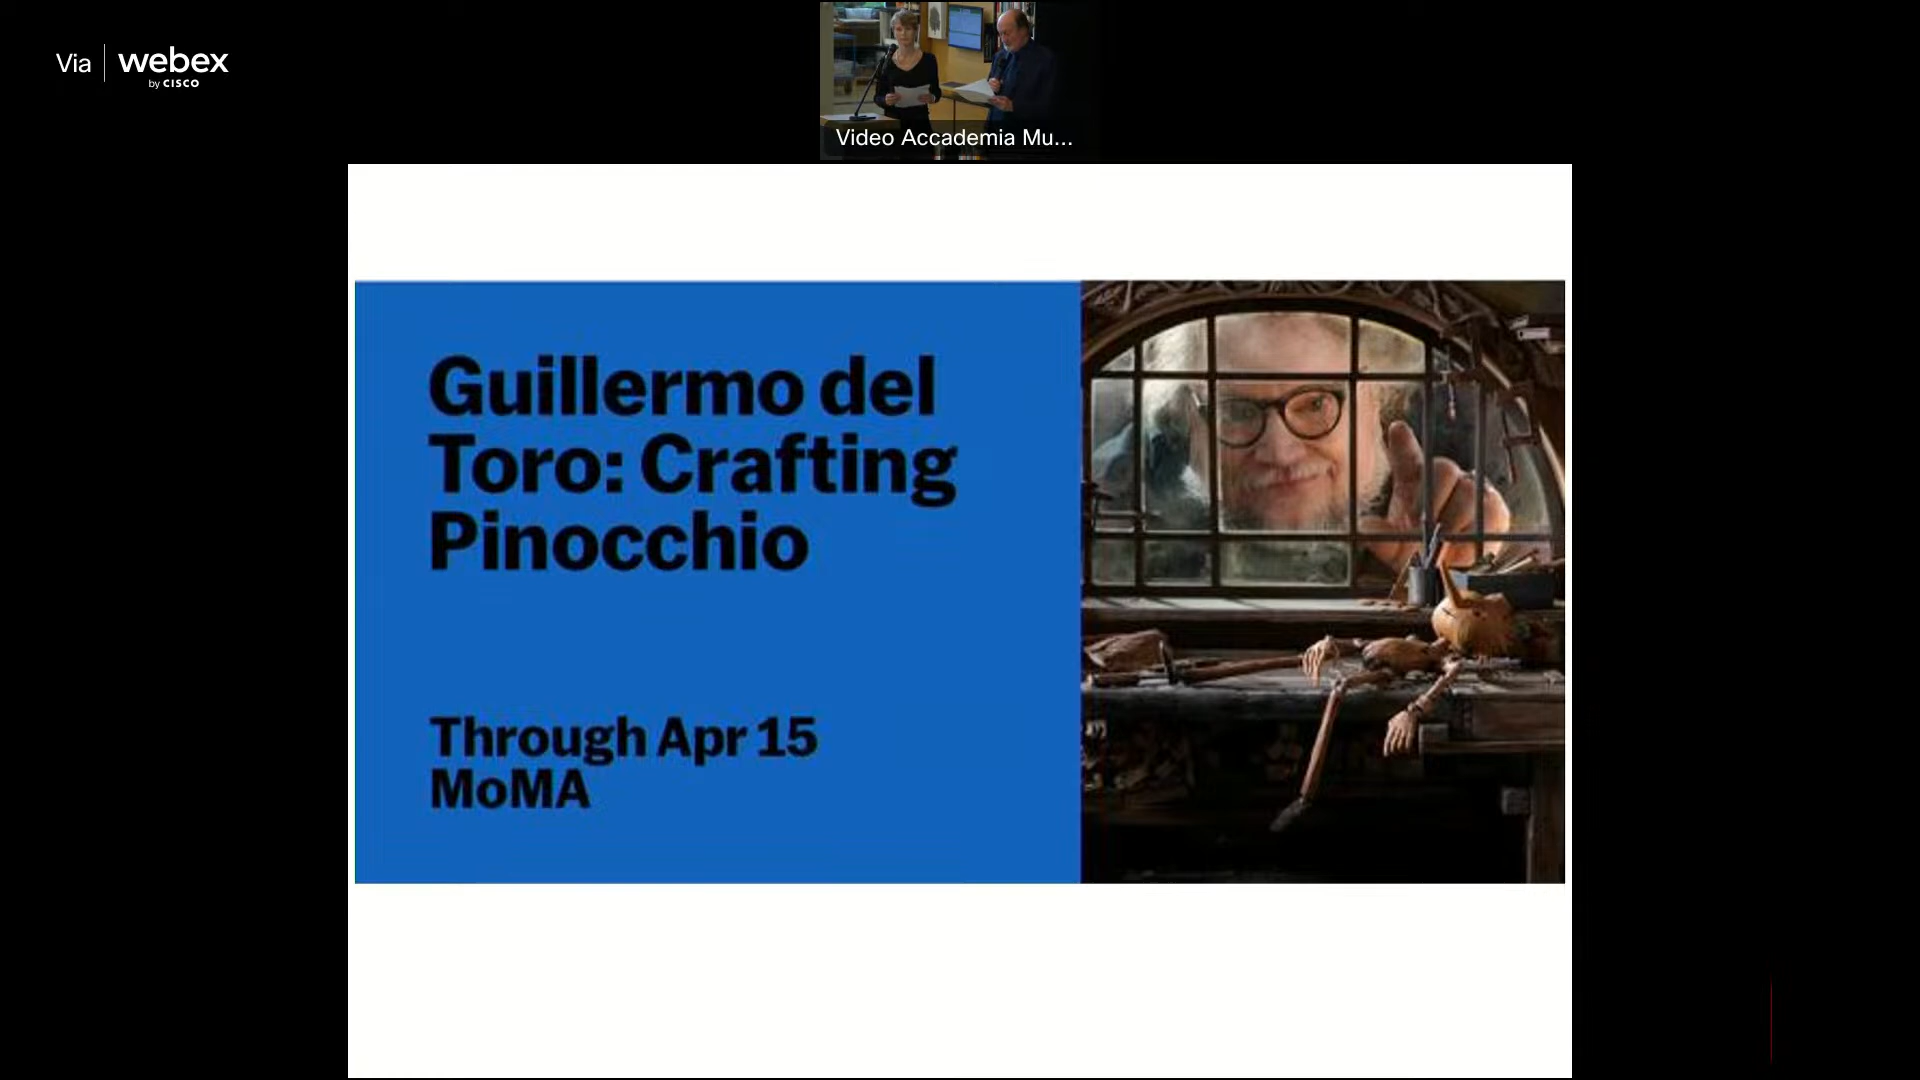 Via webex
by CISCO
Video Accademia Mu...
Guillermo del
Toro: Crafting
Pinocchio
Through Apr 15
MoMA